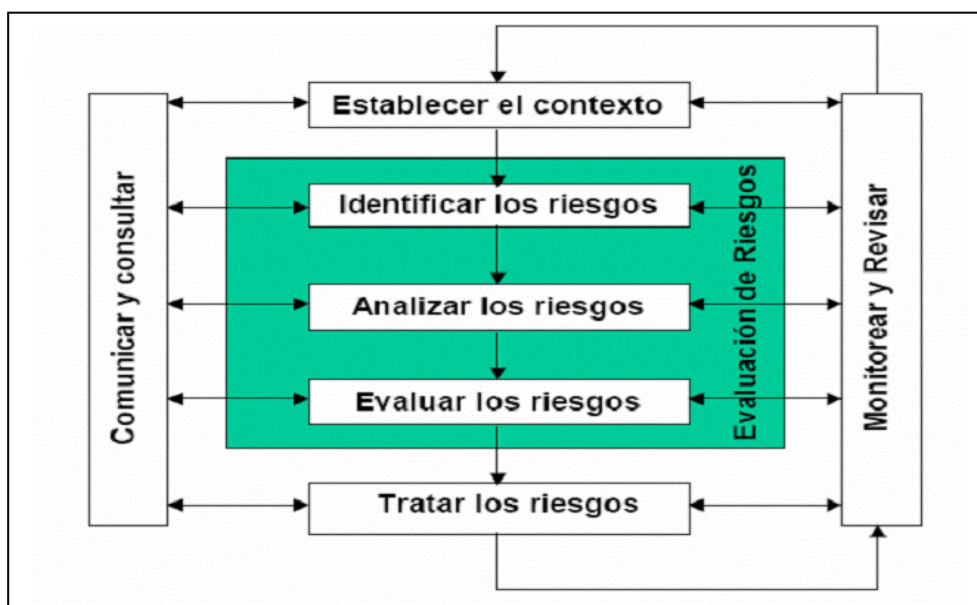 Establecer el contexto
Identificar los riesgos
Analizar los riesgos
Evaluar los riesgos
Tratar los riesgos
Comunicar y consultar
Evaluación de Riesgos
Monitorear y Revisar